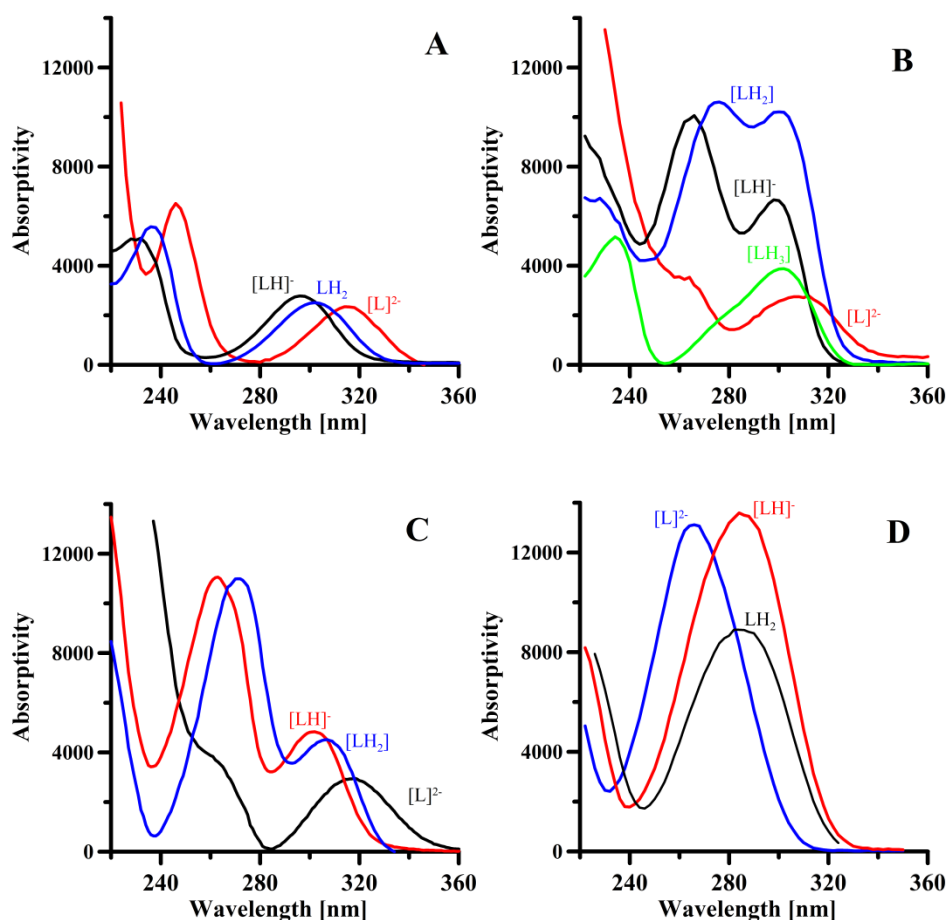 A
12000
8000
4000
0
Absorptivity
[LH]-
LH2
[L]2-
240 280 320 360
Wavelength [nm]
B
12000
8000
4000
0
Absorptivity
[LH2]
[LH]-
[LH3]
[L]2-
240 280 320 360
Wavelength [nm]
C
12000
8000
4000
0
Absorptivity
[LH]-
[LH2]
[L]2-
240 280 320 360
Wavelength [nm]
D
12000
8000
4000
0
Absorptivity
[L]2-
[LH]-
LH2
240 280 320 360
Wavelength [nm]